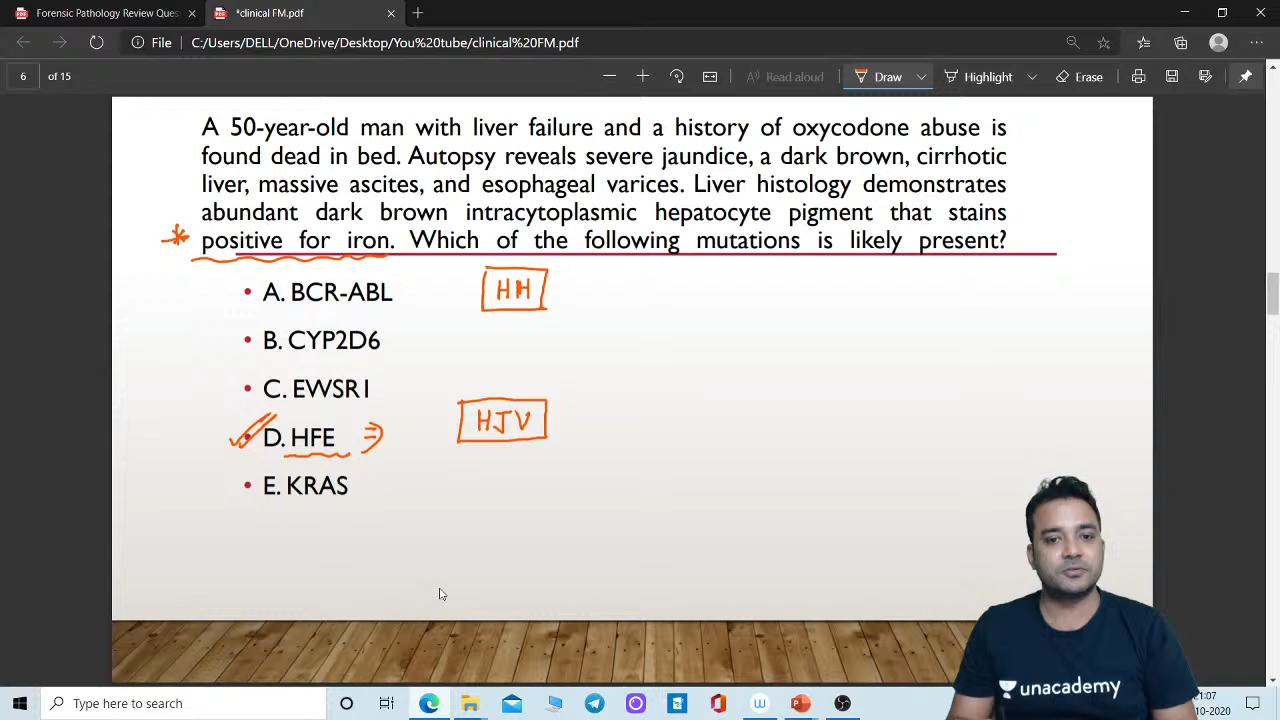 Forensic Pathology Review Ques
*clinical FM.pdf
File
C:/Users/DELL/OneDrive/Desktop/You%20tube/clinical%20FM.pdf
6 of 15
Read aloud
Draw
Highlight
Erase
A 50-year-old man with liver failure and a history of oxycodone abuse is
found dead in bed. Autopsy reveals severe jaundice, a dark brown, cirrhotic
liver, massive ascites, and esophageal varices. Liver histology demonstrates
abundant dark brown intracytoplasmic hepatocyte pigment that stains
positive for iron. Which of the following mutations is likely present?
• A. BCR-ABL
HH
• B. CYP2D6
• C. EWSR1
HJV
• D. HFE
• E. KRAS
unacademy
Type here to search
11:07
10-2020